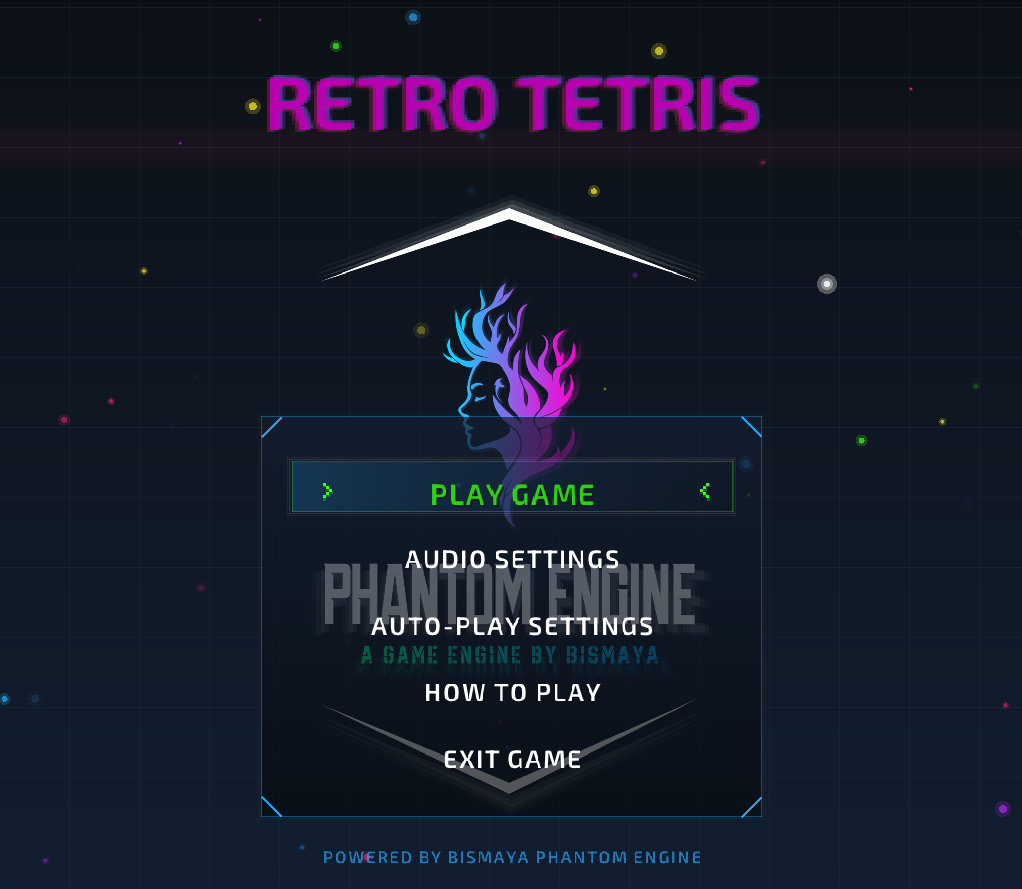 RETRO TETRIS
PLAY GAME
AUDIO SETTINGS
PHANTOM ENGINE
AUTO-PLAY SETTINGS
A GAME ENGINE BY BISMAYA
HOW TO PLAY
EXIT GAME
POWERED BY BISMAYA PHANTOM ENGINE